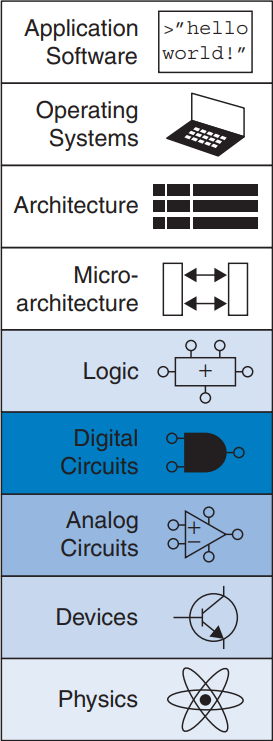 Application
Software
>"hello
world!"
Operating
Systems
Architecture
Micro-
architecture
Logic
+
Digital
Circuits
Analog
Circuits
+
−
Devices
Physics